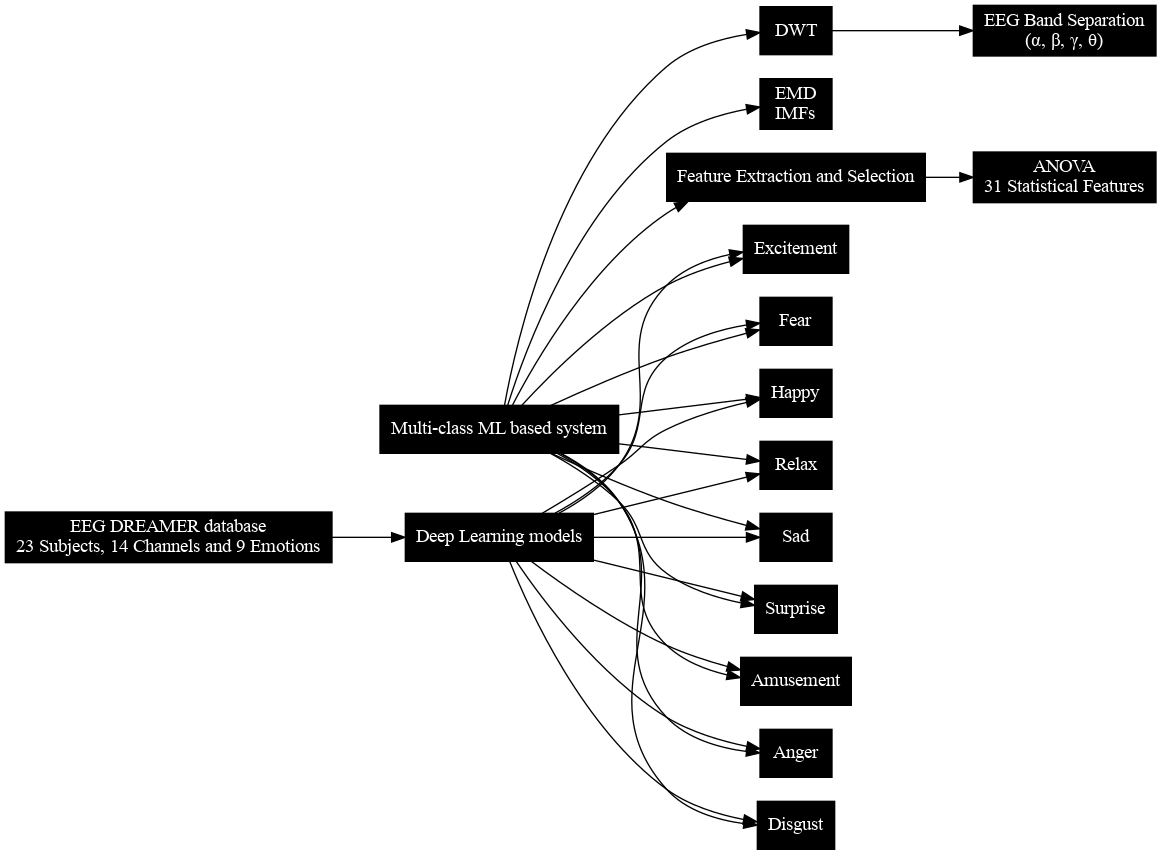 DWT
EEG Band Separation
(α, β, γ, θ)
EMD
IMFs
Feature Extraction and Selection
ANOVA
31 Statistical Features
Excitement
Fear
Happy
Multi-class ML based system
Relax
EEG DREAMER database
23 Subjects, 14 Channels and 9 Emotions
Deep Learning models
Sad
Surprise
Amusement
Anger
Disgust